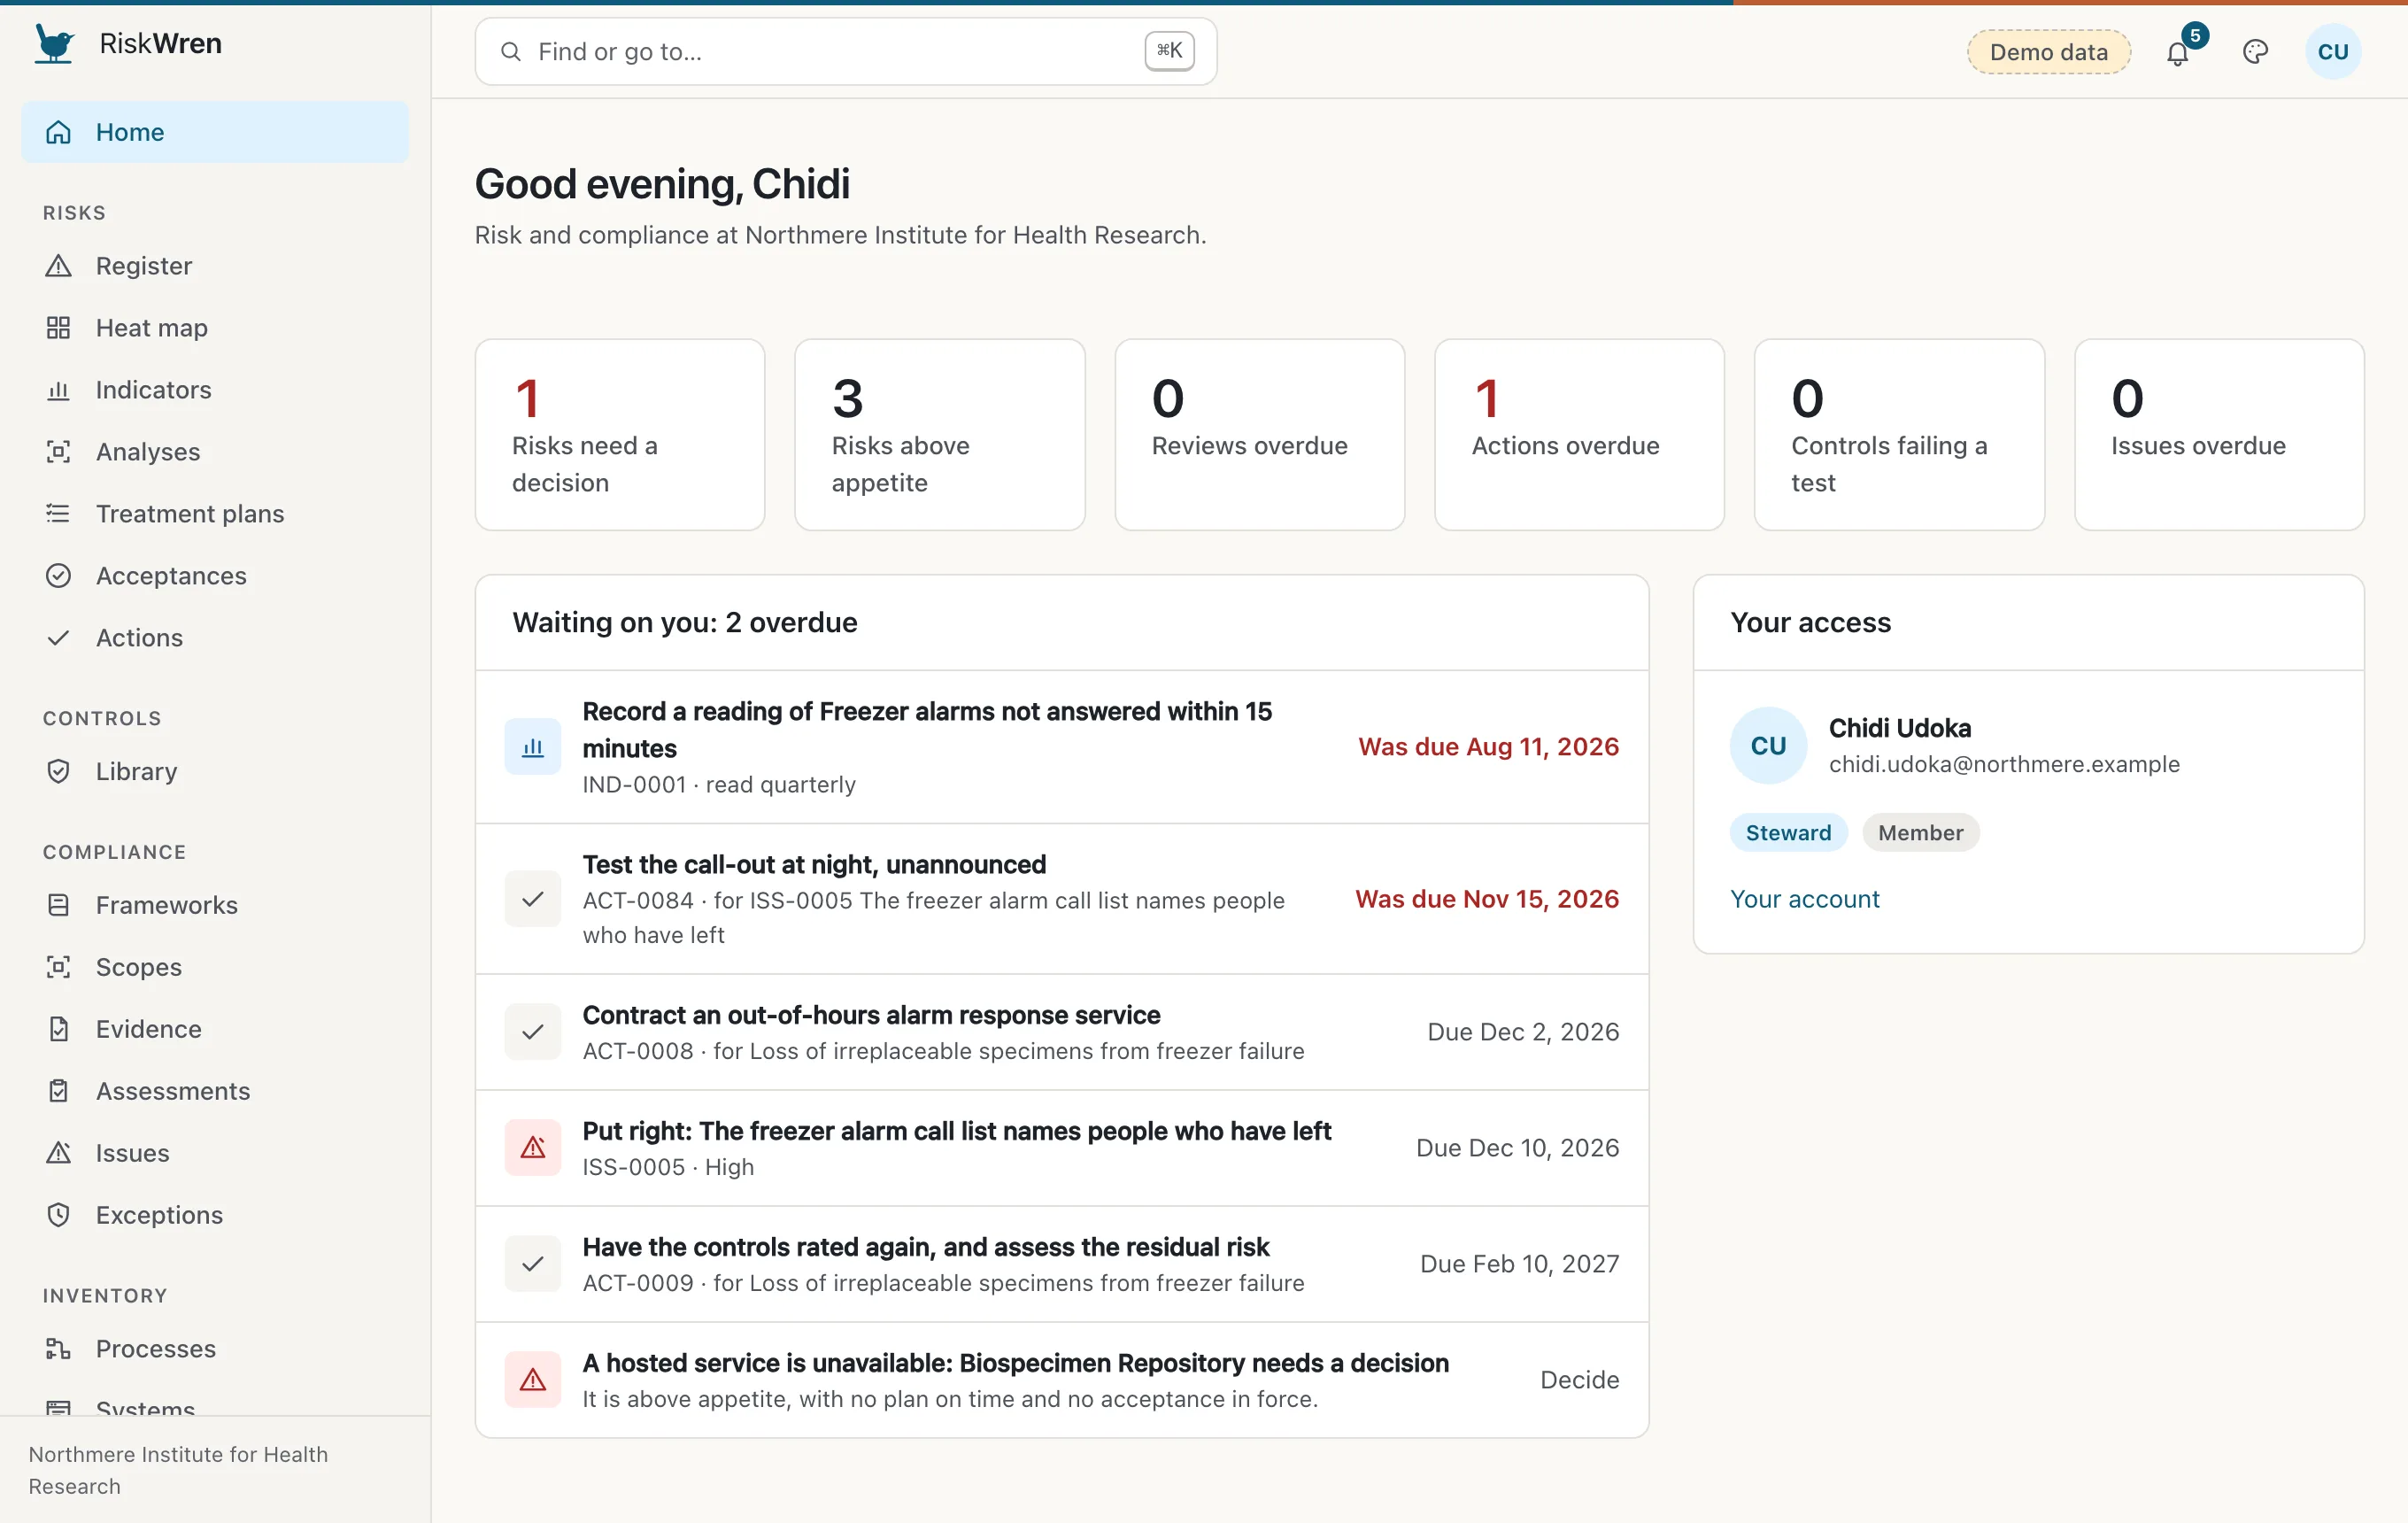 RiskWren
Find or go to...
⌘K
Demo data
5
CU
Home
RISKS
Register
Heat map
Indicators
Analyses
Treatment plans
Acceptances
Actions
CONTROLS
Library
COMPLIANCE
Frameworks
Scopes
Evidence
Assessments
Issues
Exceptions
INVENTORY
Processes
Systems
Northmere Institute for Health
Research
Good evening, Chidi
Risk and compliance at Northmere Institute for Health Research.
1
Risks need a
decision
3
Risks above
appetite
0
Reviews overdue
1
Actions overdue
0
Controls failing a
test
0
Issues overdue
Waiting on you: 2 overdue
Record a reading of Freezer alarms not answered within 15
minutes
IND-0001 · read quarterly
Was due Aug 11, 2026
Test the call-out at night, unannounced
ACT-0084 · for ISS-0005 The freezer alarm call list names people
who have left
Was due Nov 15, 2026
Contract an out-of-hours alarm response service
ACT-0008 · for Loss of irreplaceable specimens from freezer failure
Due Dec 2, 2026
Put right: The freezer alarm call list names people who have left
ISS-0005 · High
Due Dec 10, 2026
Have the controls rated again, and assess the residual risk
ACT-0009 · for Loss of irreplaceable specimens from freezer failure
Due Feb 10, 2027
A hosted service is unavailable: Biospecimen Repository needs a decision
It is above appetite, with no plan on time and no acceptance in force.
Decide
Your access
CU
Chidi Udoka
chidi.udoka@northmere.example
Steward
Member
Your account